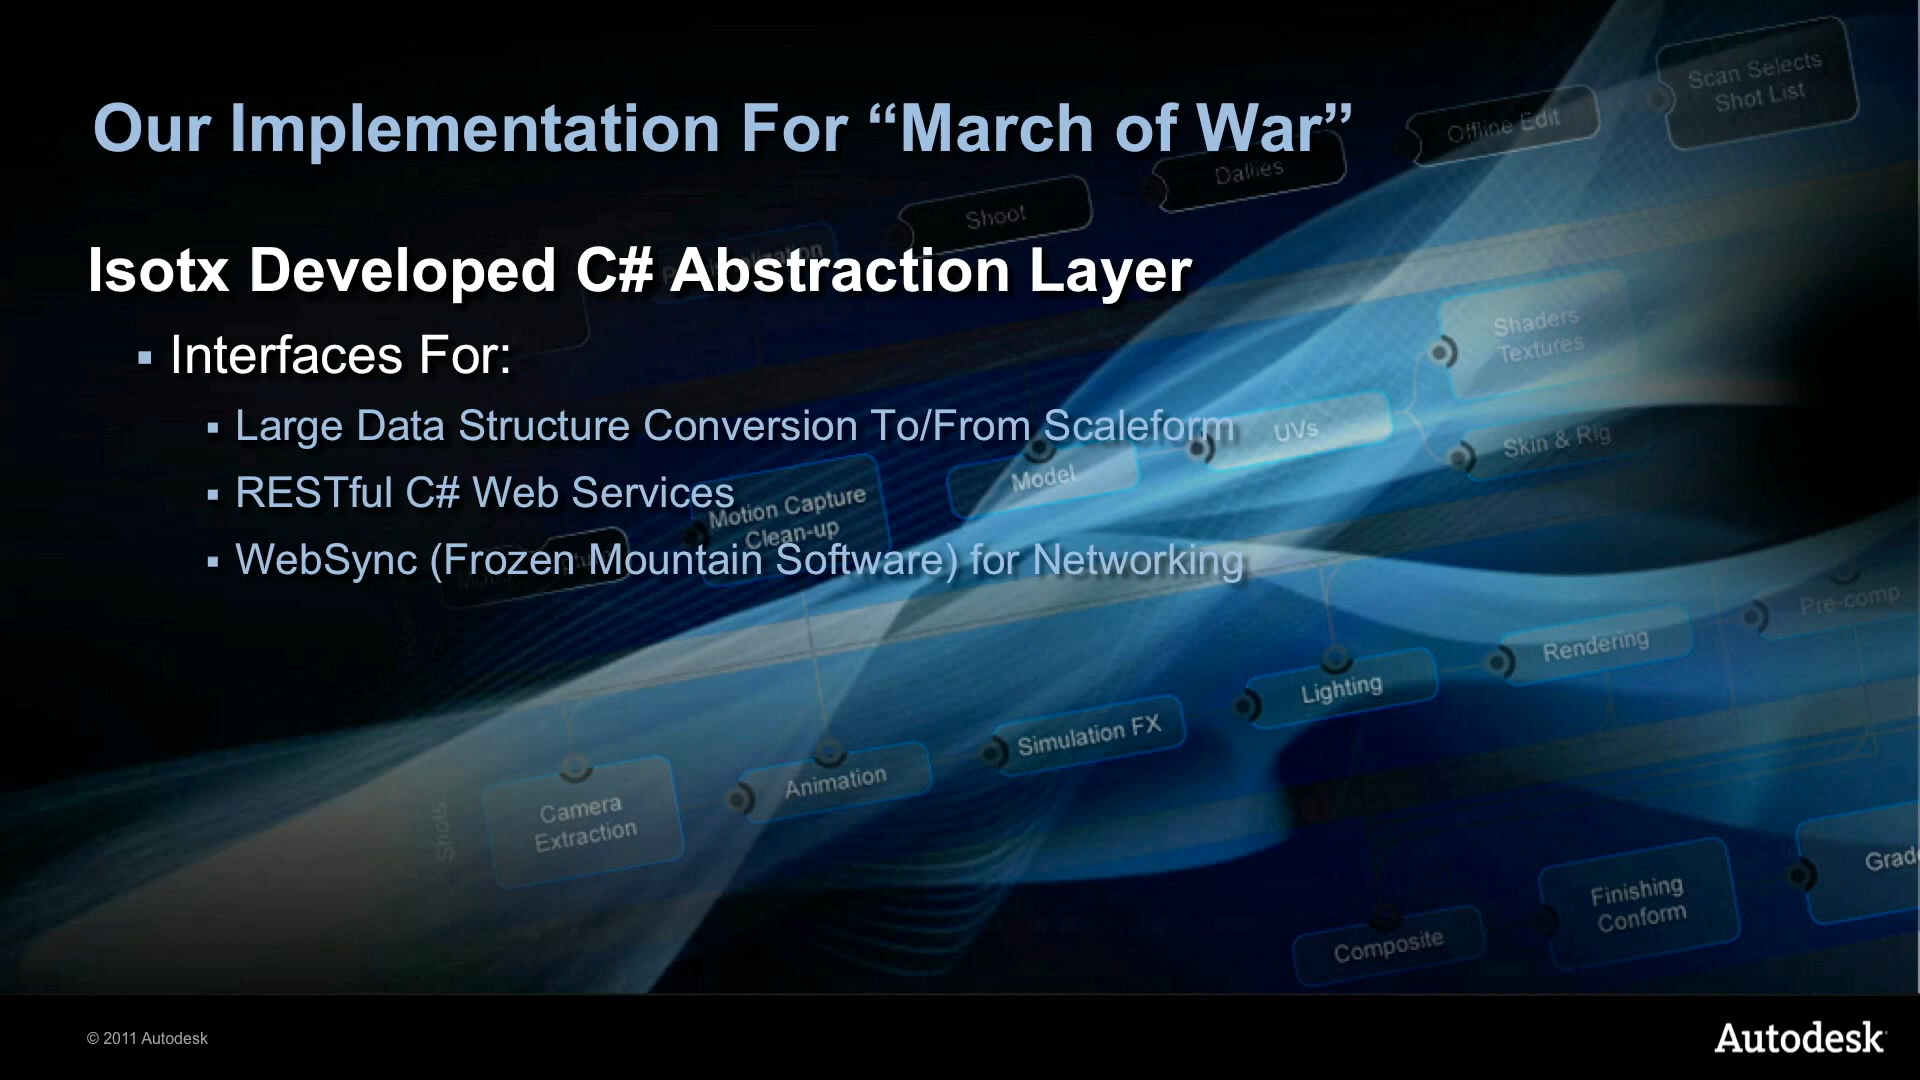 Our Implementation For “March of War”
Isotx Developed C# Abstraction Layer
▪ Interfaces For:
▪ Large Data Structure Conversion To/From Scaleform
▪ RESTful C# Web Services
▪ WebSync (Frozen Mountain Software) for Networking
Scan Selects
Shot List
Offline Edit
Dailies
Shoot
Shaders
Textures
UVs
Skin & Rig
Model
Motion Capture
Clean-up
Pre-comp
Rendering
Lighting
Simulation FX
Animation
Camera
Extraction
Shots
Finishing
Conform
Composite
© 2011 Autodesk
Autodesk